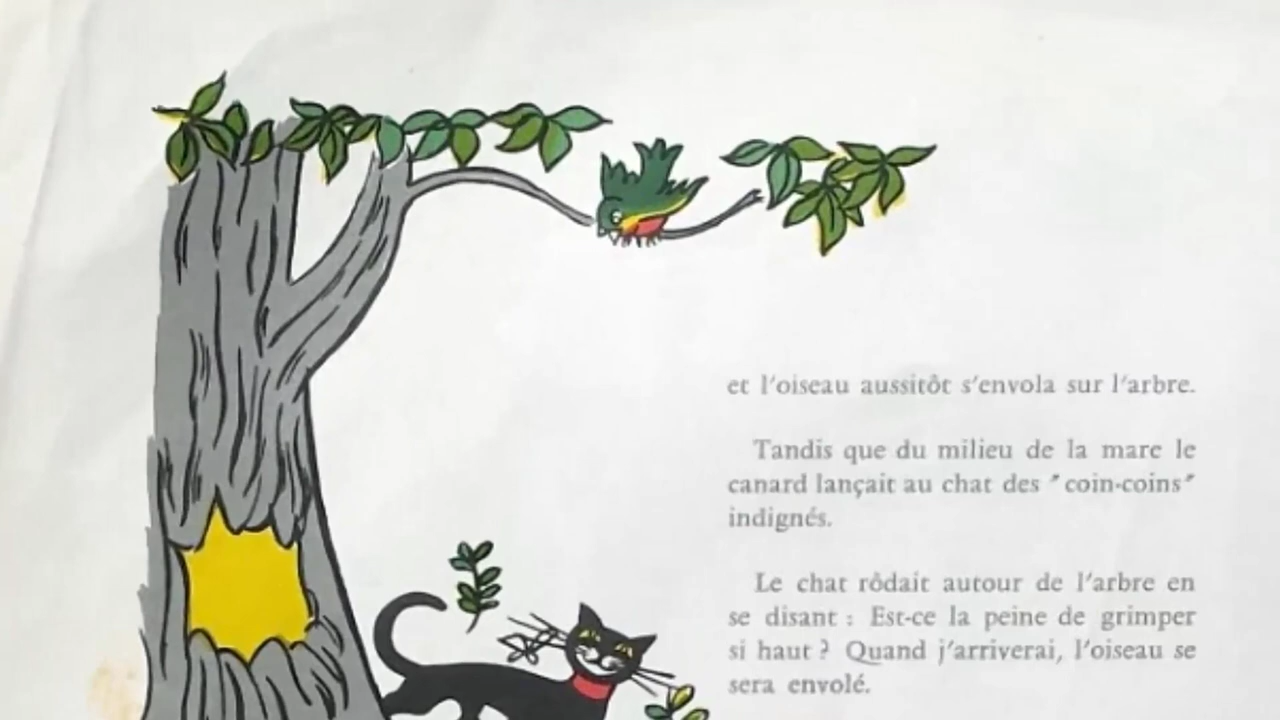 et l'oiseau aussitôt s'envola sur l'arbre.
Tandis que du milieu de la mare le
canard lançait au chat des "coin-coins"
indignés.
Le chat rôdait autour de l'arbre en
se disant : Est-ce la peine de grimper
si haut ? Quand j'arriverai, l'oiseau se
sera envolé.